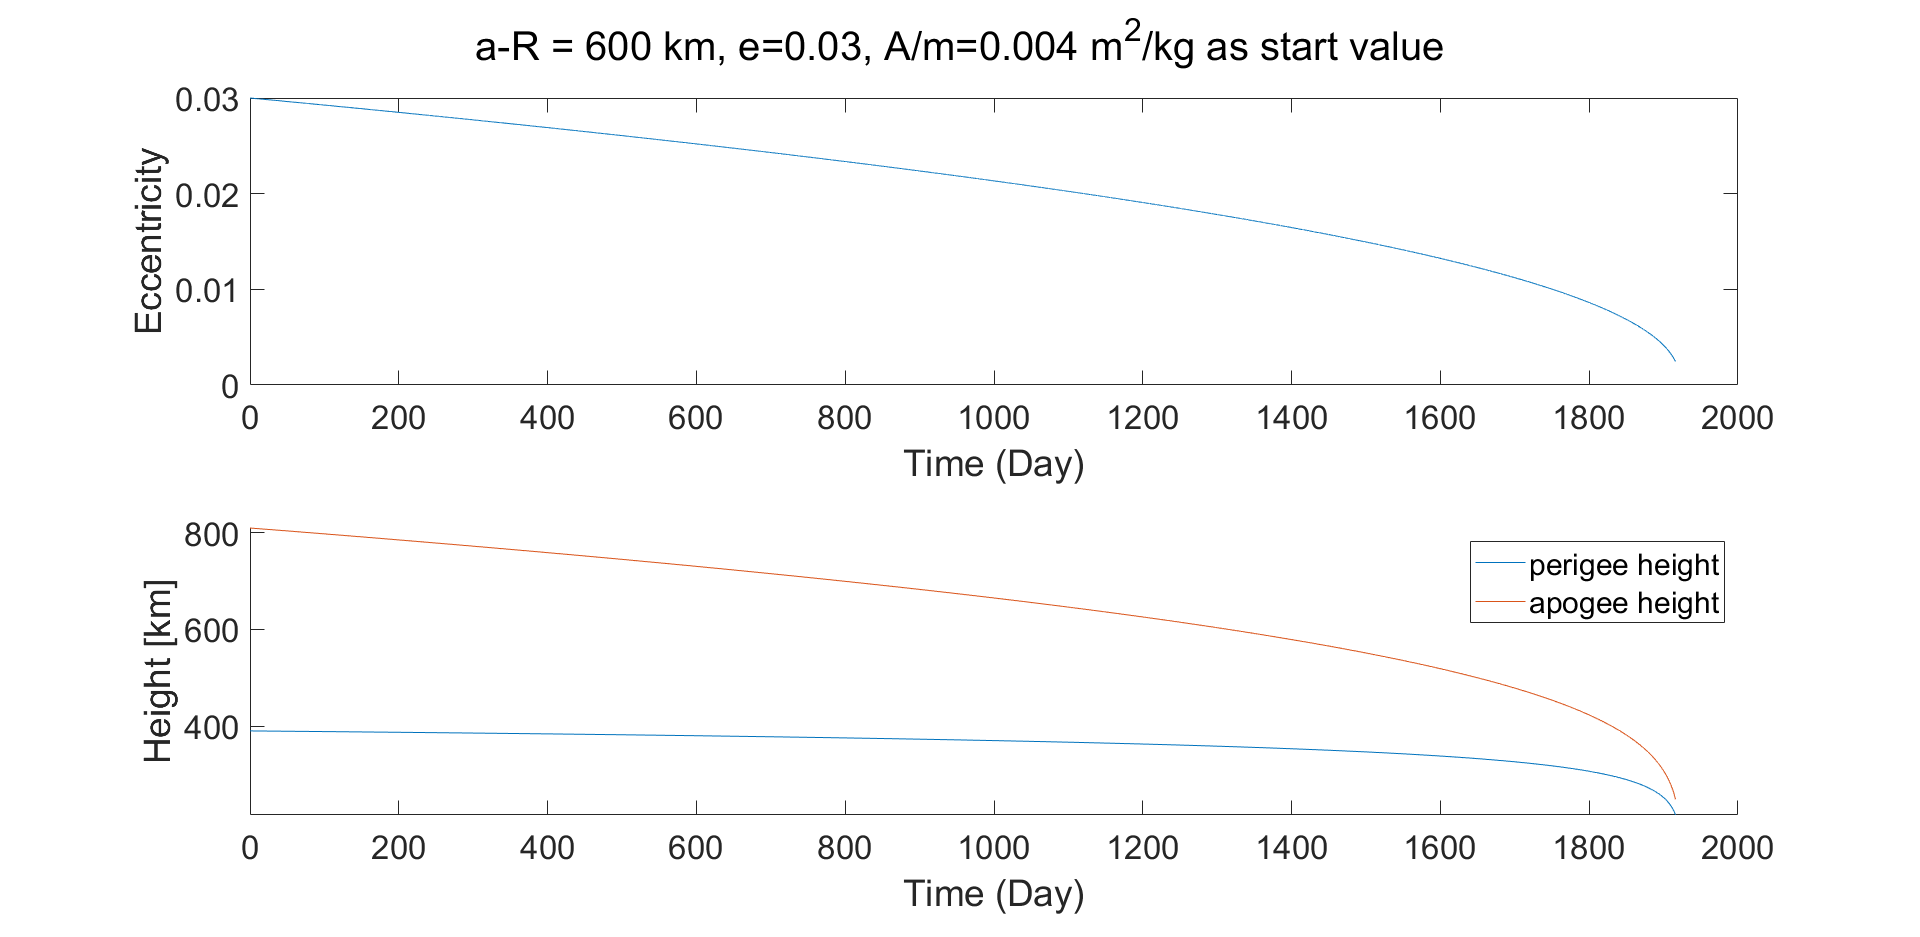 a-R = 600 km, e=0.03, A/m=0.004 m²/kg as start value
0.03
0.02
0.01
0
Eccentricity
0 200 400 600 800 1000 1200 1400 1600 1800 2000
Time (Day)
800
600
400
Height [km]
perigee height
apogee height
0 200 400 600 800 1000 1200 1400 1600 1800 2000
Time (Day)